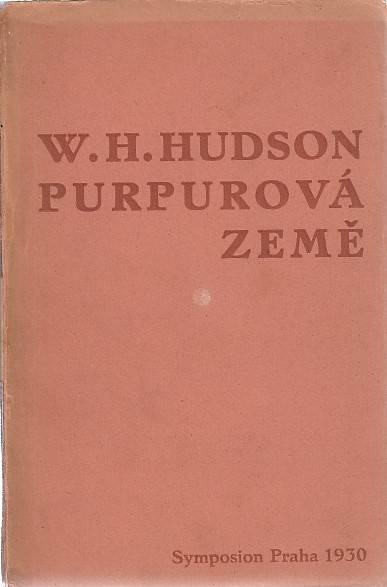 W. H. HUDSON
PURPUROVÁ
ZEMĚ
Symposion Praha 1930